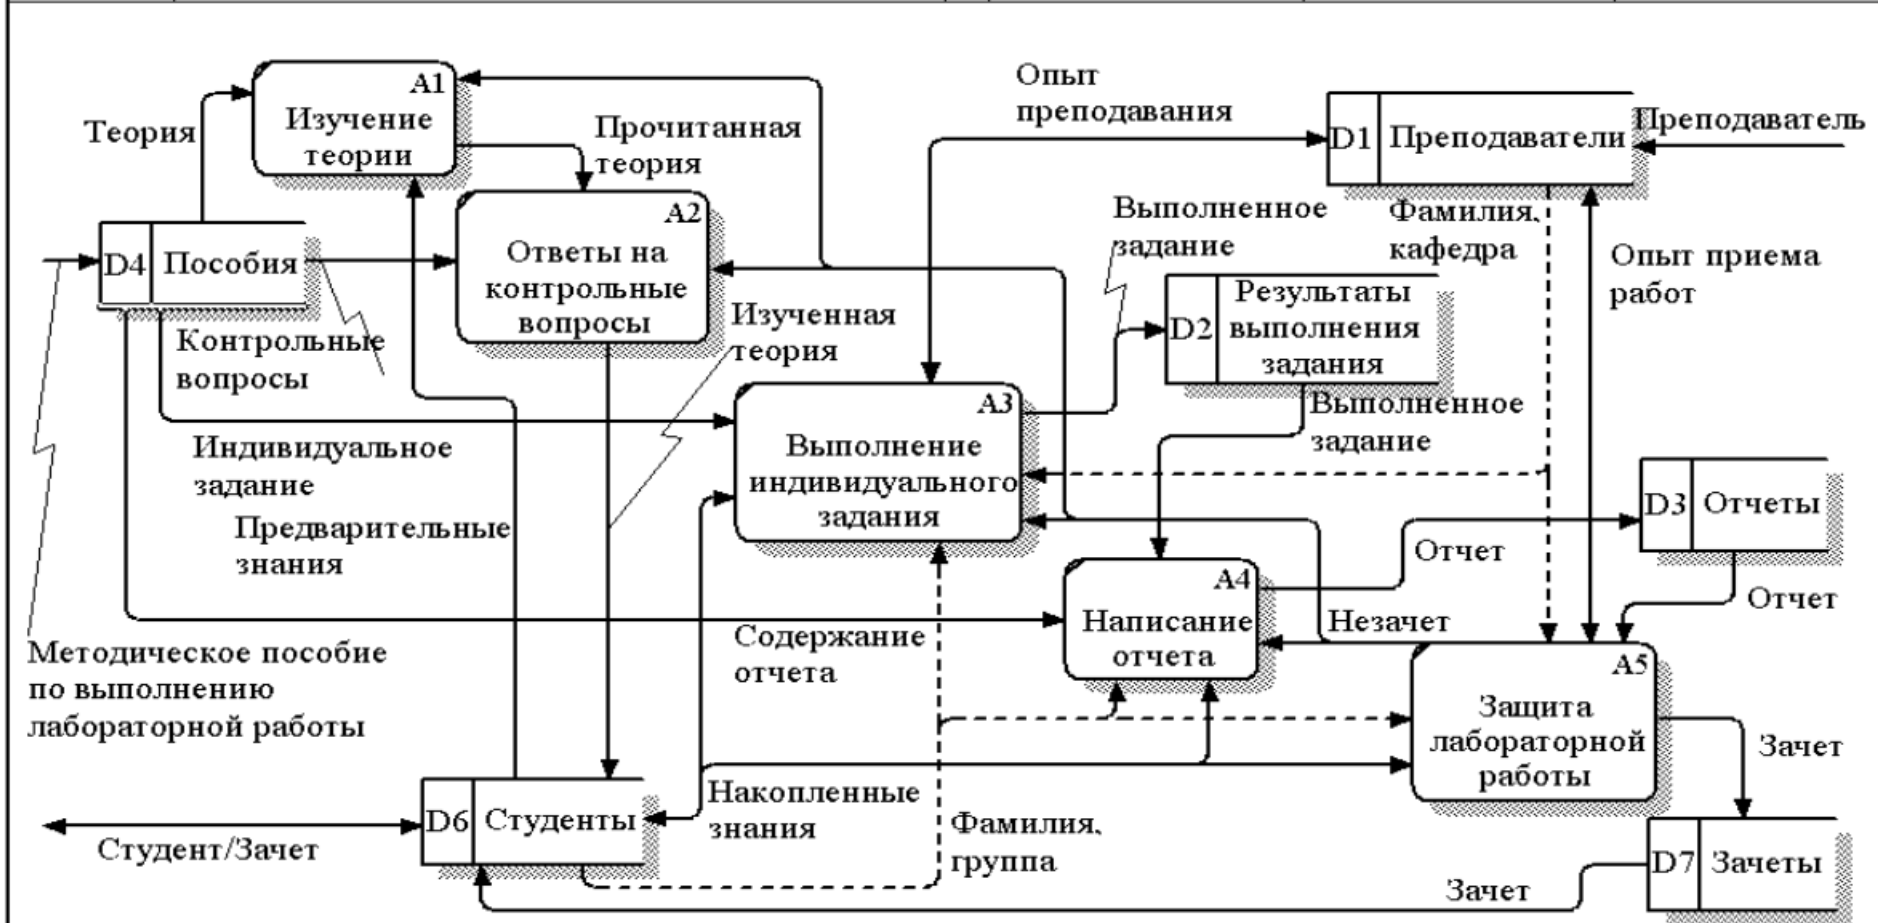 A1
Изучение
теории
Теория
Прочитанная
теория
Опыт
преподавания
D1
Преподаватели
Преподаватель
A2
Ответы на
контрольные
вопросы
D4
Пособия
Выполненное
задание
Фамилия,
кафедра
Опыт приема
работ
Контрольные
вопросы
Изученная
теория
D2
Результаты
выполнения
задания
Выполненное
задание
A3
Выполнение
индивидуального
задания
Индивидуальное
задание
Предварительные
знания
D3
Отчеты
Отчет
Отчет
A4
Написание
отчета
Незачет
Содержание
отчета
Методическое пособие
по выполнению
лабораторной работы
A5
Защита
лабораторной
работы
Зачет
D6
Студенты
Накопленные
знания
Фамилия,
группа
Студент/Зачет
D7
Зачеты
Зачет